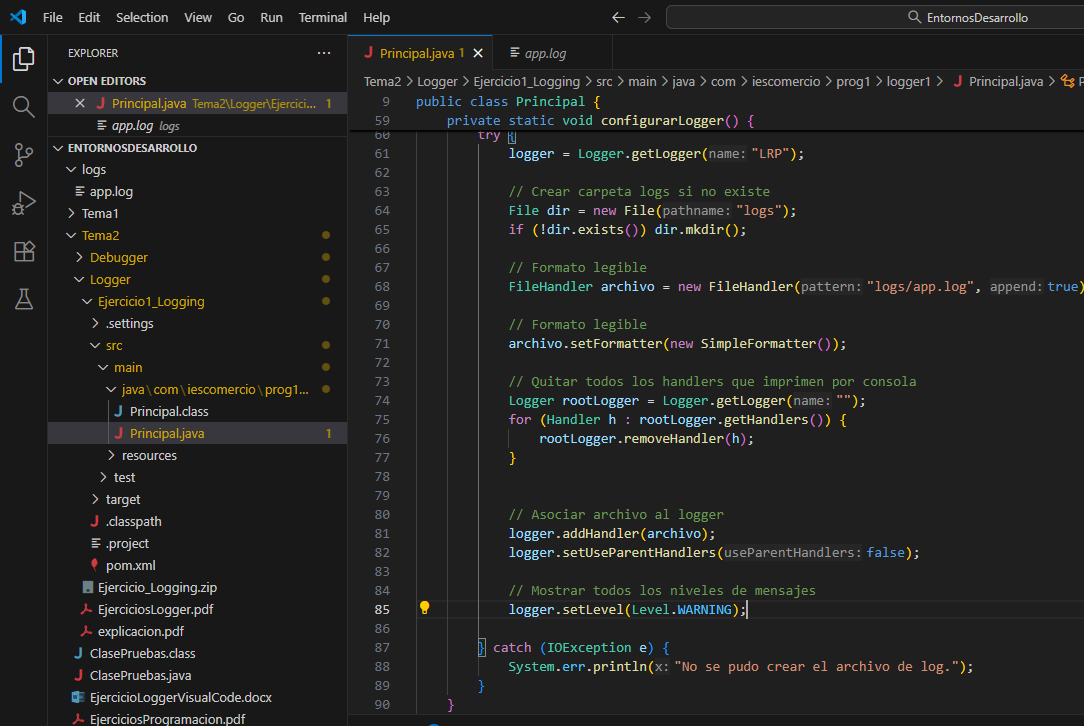 File Edit Selection View Go Run Terminal Help
EntornosDesarrollo
EXPLORER ...
OPEN EDITORS
Principal.java Tema2\Logger\Ejercici... 1
app.log logs
ENTORNOSDESARROLLO
logs
app.log
Tema1
Tema2
Debugger
Logger
Ejercicio1_Logging
.settings
src
main
java\com\iescomercio\prog1...
Principal.class
Principal.java 1
resources
test
target
.classpath
.project
pom.xml
Ejercicio_Logging.zip
EjerciciosLogger.pdf
explicacion.pdf
ClasePruebas.class
ClasePruebas.java
EjercicioLoggerVisualCode.docx
EjerciciosProgramacion.pdf
Principal.java 1
app.log
Tema2 > Logger > Ejercicio1_Logging > src > main > java > com > iescomercio > prog1 > logger1 > Principal.java >
9 public class Principal {
59 private static void configurarLogger() {
60 try {
61 logger = Logger.getLogger(name: "LRP");
62
63 // Crear carpeta logs si no existe
64 File dir = new File(pathname: "logs");
65 if (!dir.exists()) dir.mkdir();
66
67 // Formato legible
68 FileHandler archivo = new FileHandler(pattern: "logs/app.log", append: true)
69
70 // Formato legible
71 archivo.setFormatter(new SimpleFormatter());
72
73 // Quitar todos los handlers que imprimen por consola
74 Logger rootLogger = Logger.getLogger(name: "");
75 for (Handler h : rootLogger.getHandlers()) {
76 rootLogger.removeHandler(h);
77 }
78
79
80 // Asociar archivo al logger
81 logger.addHandler(archivo);
82 logger.setUseParentHandlers(useParentHandlers: false);
83
84 // Mostrar todos los niveles de mensajes
85 logger.setLevel(Level.WARNING);
86
87 } catch (IOException e) {
88 System.err.println(x: "No se pudo crear el archivo de log.");
89 }
90 }